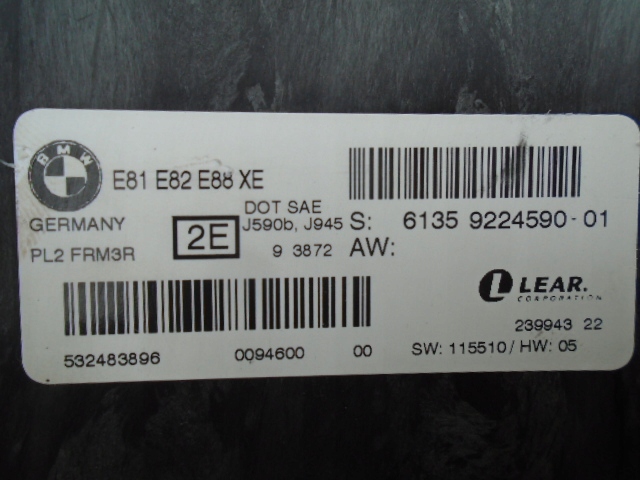 BMW
E81 E82 E88 XE
GERMANY
PL2 FRM3R
2E
DOT SAE
J590b, J945
9 3872
S: 6135 9224590-01
AW:
LEAR.
CORPORATION
239943 22
532483896 0094600 00
SW: 115510 / HW: 05